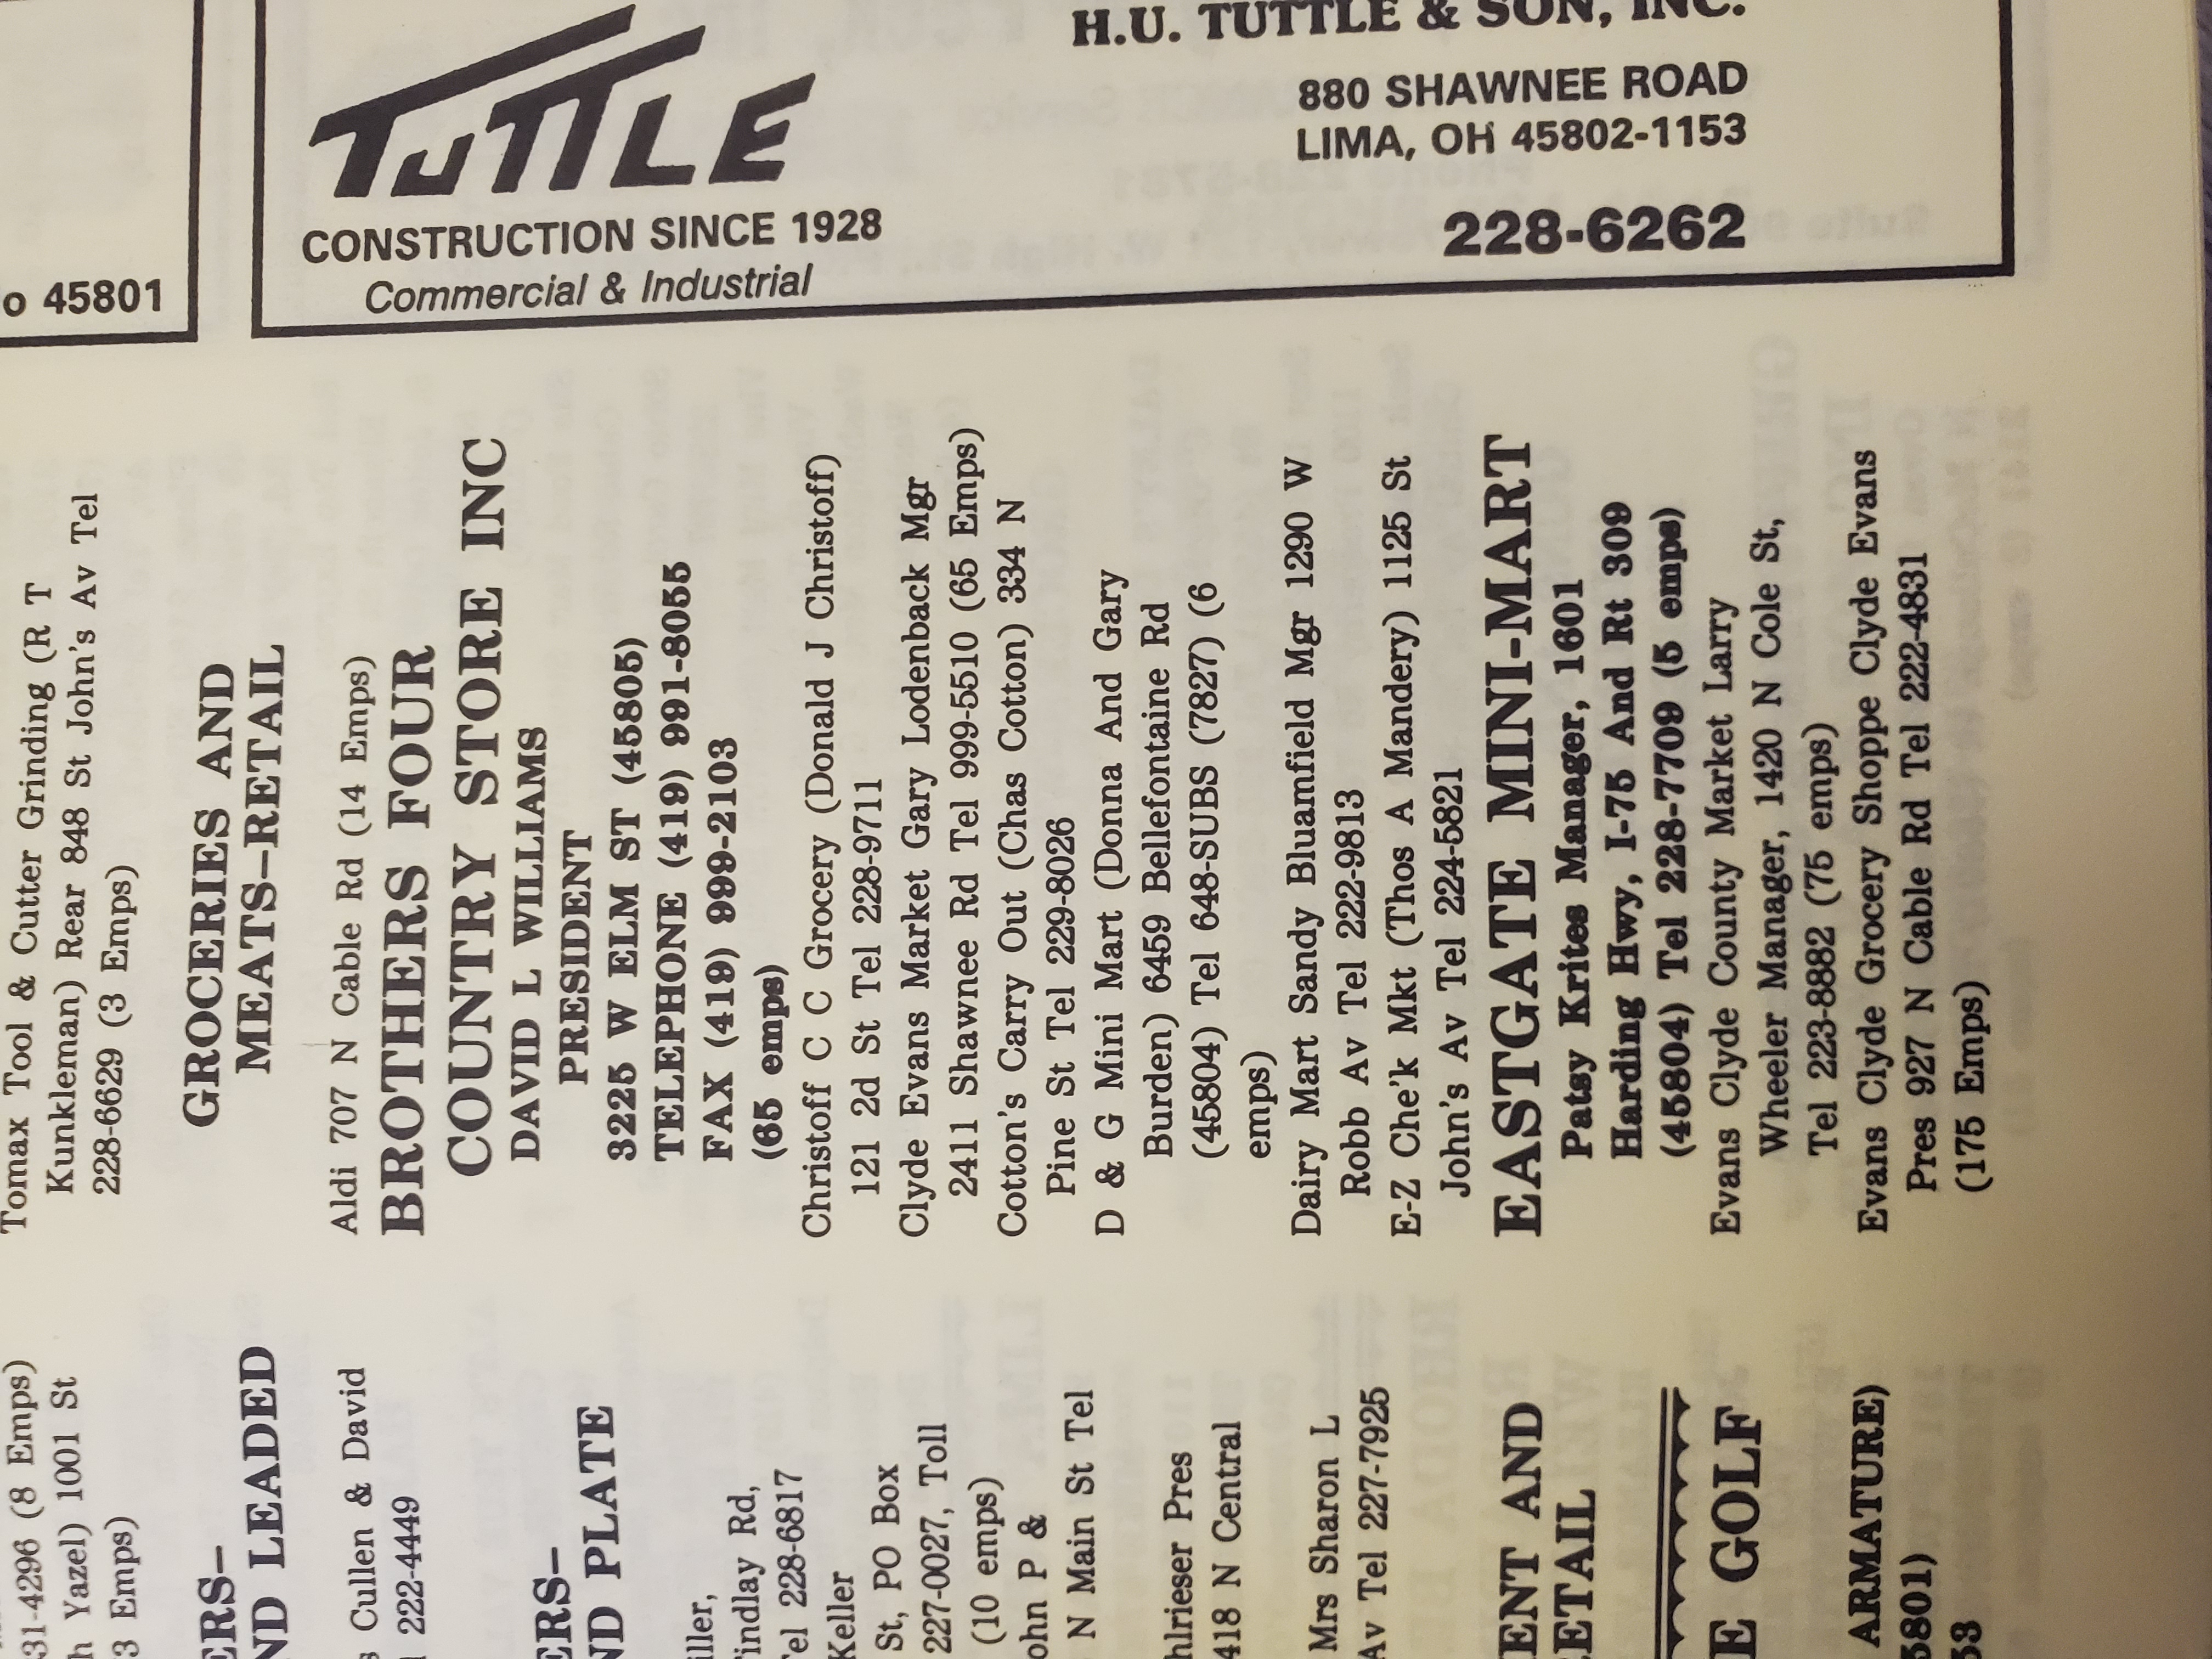 o 45801
TUTTLE
CONSTRUCTION SINCE 1928
Commercial & Industrial
H.U. TUTTLE & SON, INC.
880 SHAWNEE ROAD
LIMA, OH 45802-1153
228-6262
31-4296 (8 Emps)
h Yazel) 1001 St
3 Emps)
ERS–
ND LEADED
s Cullen & David
222-4449
ERS–
ND PLATE
iller,
indlay Rd,
Tel 228-6817
Keller
St, PO Box
227-0027, Toll
(10 emps)
ohn P &
N Main St Tel
hlrieser Pres
418 N Central
Mrs Sharon L
Av Tel 227-7925
ENT AND
ETAIL
E GOLF
ARMATURE)
5801)
53
Tomax Tool & Cutter Grinding (R T
Kunkleman) Rear 848 St John's Av Tel
228-6629 (3 Emps)
GROCERIES AND
MEATS–RETAIL
Aldi 707 N Cable Rd (14 Emps)
BROTHERS FOUR
COUNTRY STORE INC
DAVID L WILLIAMS
PRESIDENT
3225 W ELM ST (45805)
TELEPHONE (419) 991-8055
FAX (419) 999-2103
(65 emps)
Christoff C C Grocery (Donald J Christoff)
121 2d St Tel 228-9711
Clyde Evans Market Gary Lodenback Mgr
2411 Shawnee Rd Tel 999-5510 (65 Emps)
Cotton's Carry Out (Chas Cotton) 334 N
Pine St Tel 229-8026
D & G Mini Mart (Donna And Gary
Burden) 6459 Bellefontaine Rd
(45804) Tel 648-SUBS (7827) (6
emps)
Dairy Mart Sandy Bluamfield Mgr 1290 W
Robb Av Tel 222-9813
E-Z Che'k Mkt (Thos A Mandery) 1125 St
John's Av Tel 224-5821
EASTGATE MINI-MART
Patsy Krites Manager, 1601
Harding Hwy, I-75 And Rt 309
(45804) Tel 228-7709 (5 emps)
Evans Clyde County Market Larry
Wheeler Manager, 1420 N Cole St,
Tel 223-8882 (75 emps)
Evans Clyde Grocery Shoppe Clyde Evans
Pres 927 N Cable Rd Tel 222-4831
(175 Emps)